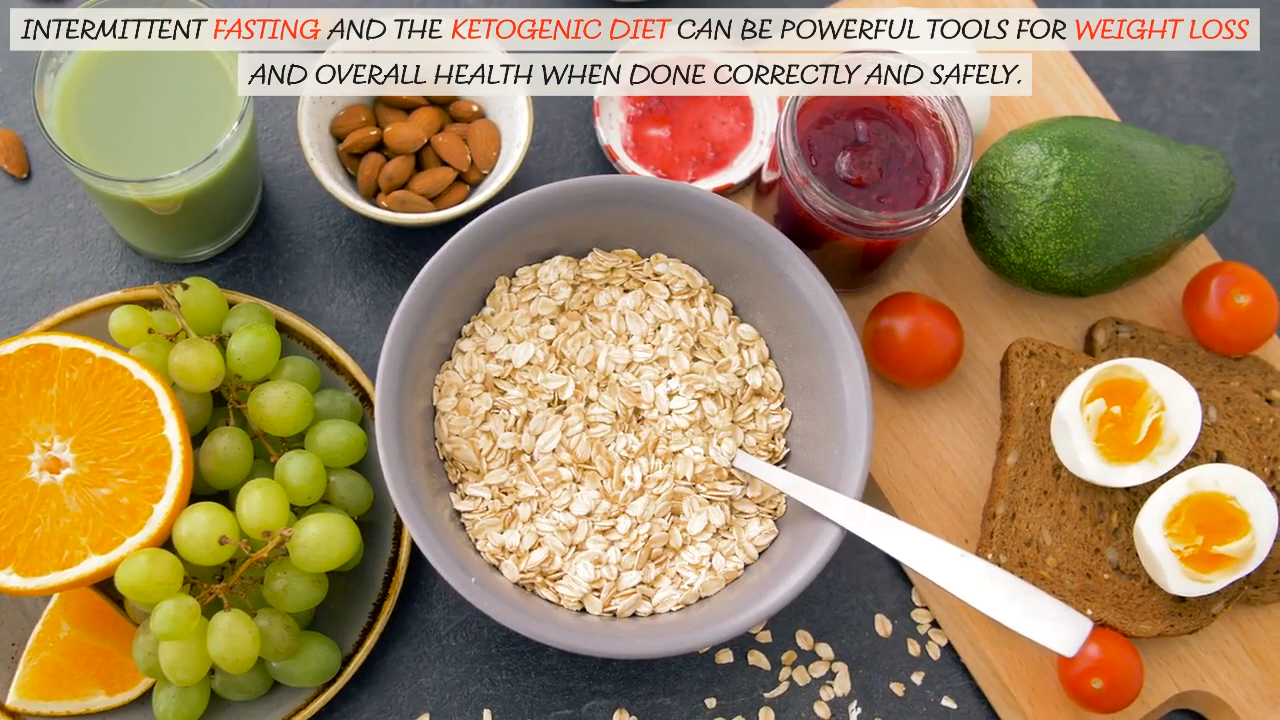 INTERMITTENT FASTING AND THE KETOGENIC DIET CAN BE POWERFUL TOOLS FOR WEIGHT LOSS
AND OVERALL HEALTH WHEN DONE CORRECTLY AND SAFELY.